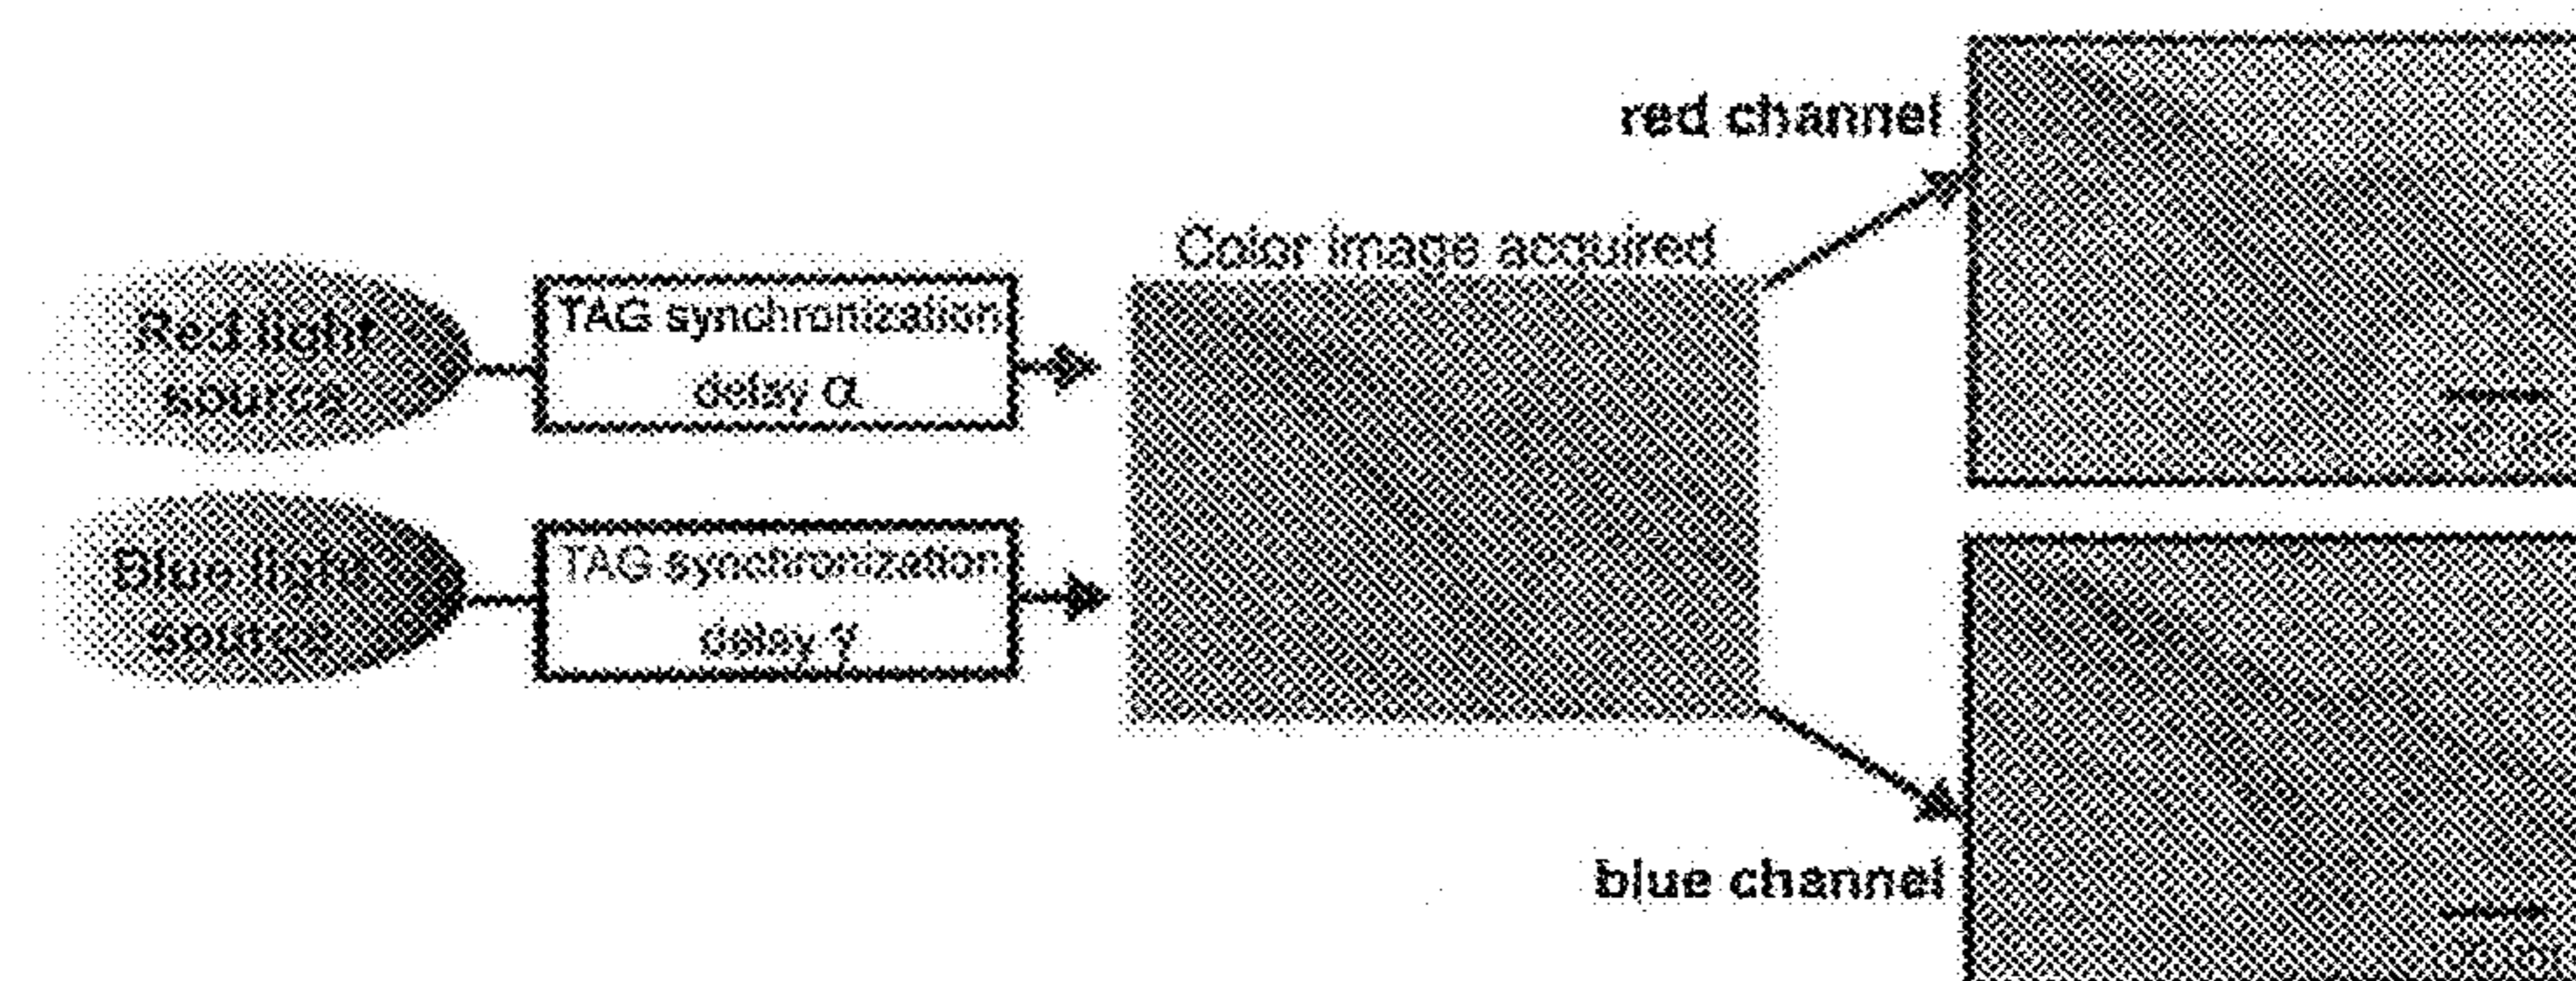 red channel
Color image acquired
Red light
source
TAG synchronization
delay α
Blue light
source
TAG synchronization
delay γ
blue channel